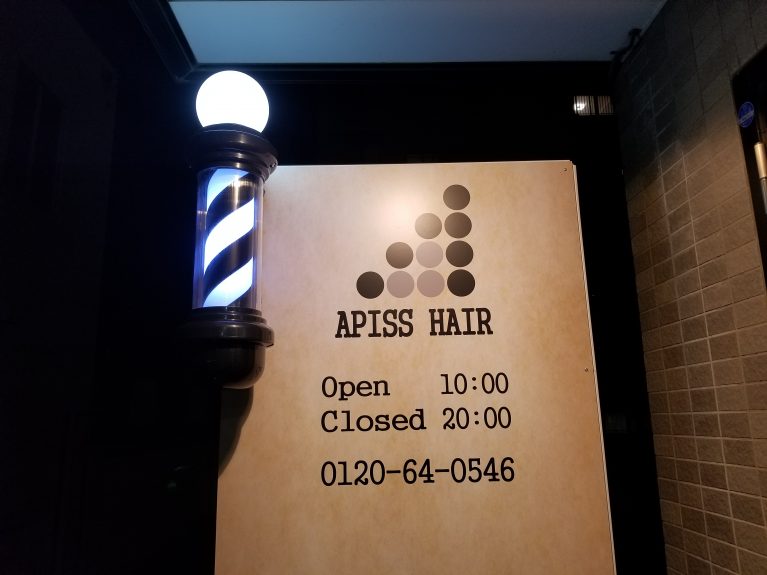 APISS HAIR
Open 10:00
Closed 20:00
0120-64-0546